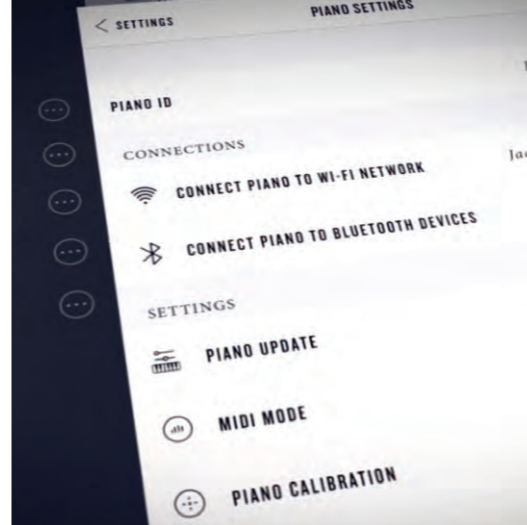 < SETTINGS
PIANO SETTINGS
PIANO ID
CONNECTIONS
CONNECT PIANO TO WI-FI NETWORK
CONNECT PIANO TO BLUETOOTH DEVICES
SETTINGS
PIANO UPDATE
MIDI MODE
PIANO CALIBRATION